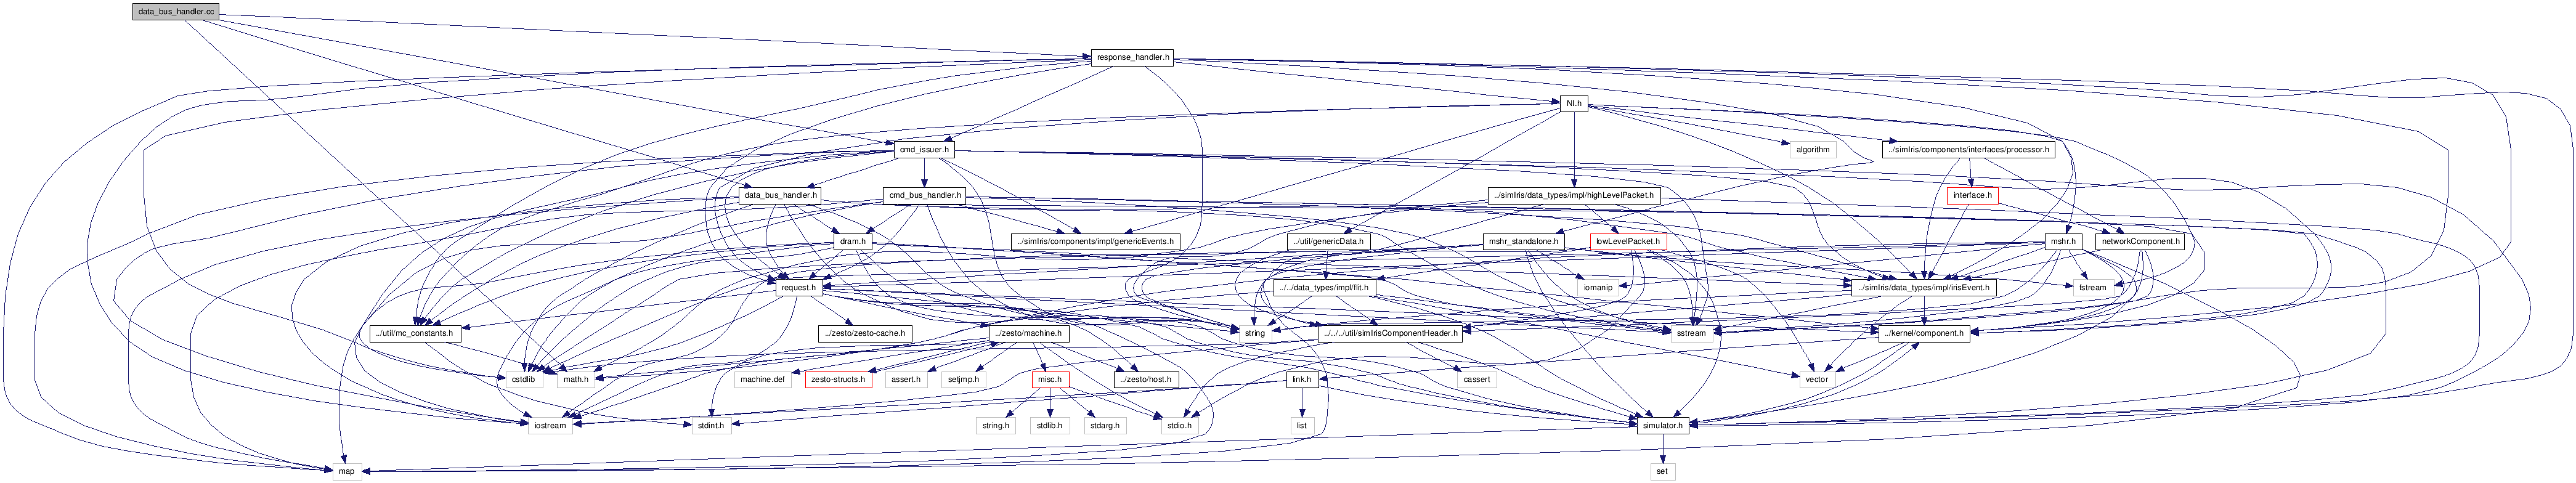 data_bus_handler.cc
response_handler.h
NI.h
cmd_issuer.h
algorithm
../simIris/components/interfaces/processor.h
data_bus_handler.h
cmd_bus_handler.h
../simIris/data_types/impl/highLevelPacket.h
interface.h
dram.h
../simIris/components/impl/genericEvents.h
../util/genericData.h
mshr_standalone.h
lowLevelPacket.h
mshr.h
networkComponent.h
request.h
../../data_types/impl/flit.h
iomanip
../simIris/data_types/impl/irisEvent.h
fstream
../util/mc_constants.h
../zesto/zesto-cache.h
../zesto/machine.h
string
../../../util/simIrisComponentHeader.h
sstream
../kernel/component.h
cstdlib
math.h
machine.def
zesto-structs.h
assert.h
setjmp.h
misc.h
../zesto/host.h
link.h
cassert
vector
iostream
stdint.h
string.h
stdlib.h
stdarg.h
stdio.h
list
simulator.h
map
set